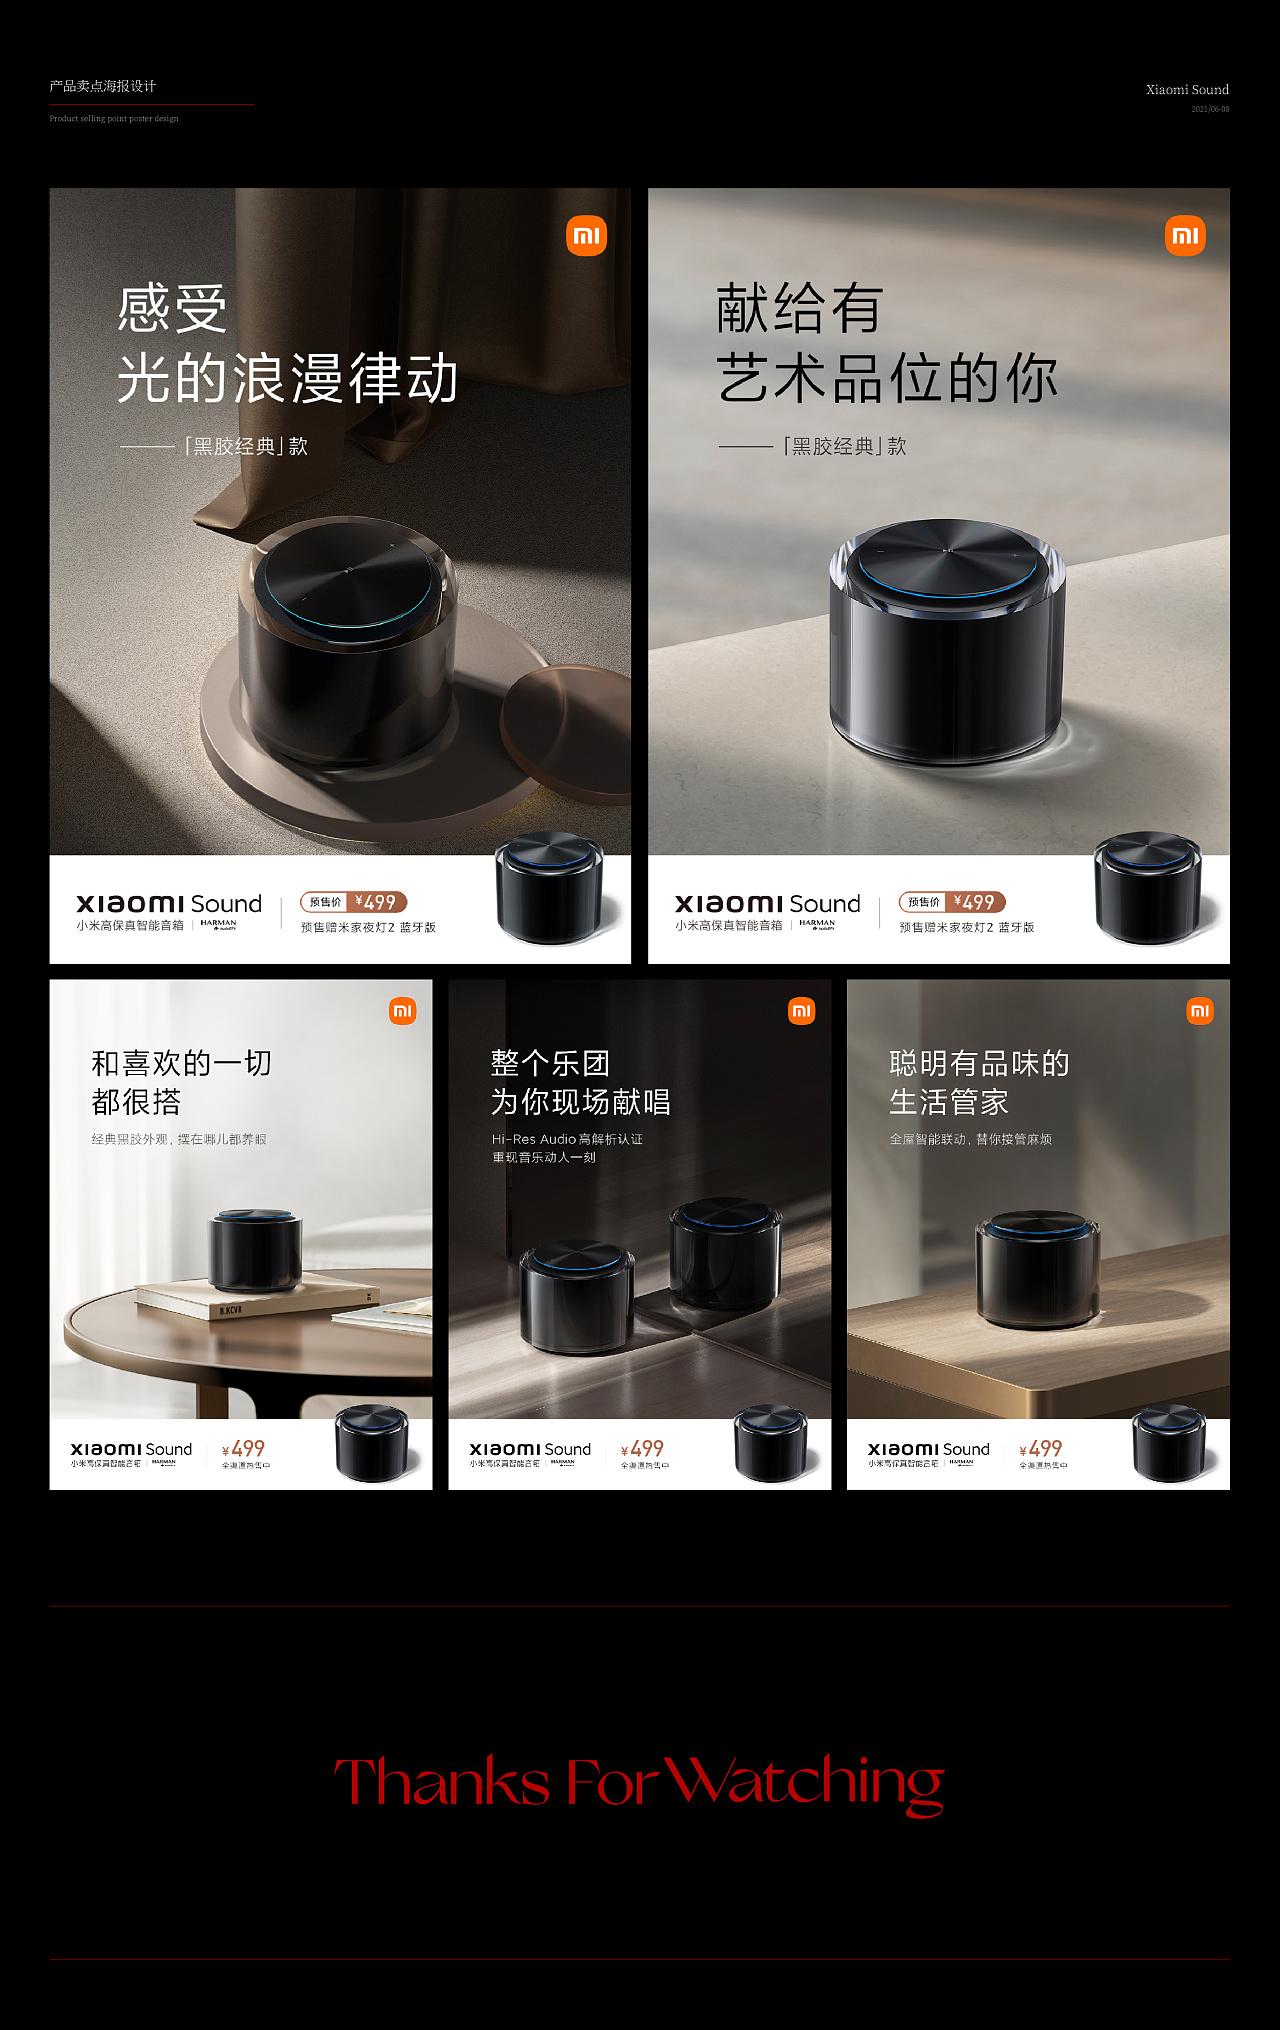 产品卖点海报设计
Product selling point poster design
Xiaomi Sound
2021/06-08
mi
感受
光的浪漫律动
——「黑胶经典」款
xiaomi Sound
小米高保真智能音箱 | HARMAN
预售价 ¥499
预售赠米家夜灯2 蓝牙版
mi
献给有
艺术品位的你
——「黑胶经典」款
xiaomi Sound
小米高保真智能音箱 | HARMAN
预售价 ¥499
预售赠米家夜灯2 蓝牙版
mi
和喜欢的一切
都很搭
经典黑胶外观，摆在哪儿都养眼
B.KCVR
xiaomi Sound
小米高保真智能音箱 | HARMAN
¥499
全渠道热售中
mi
整个乐团
为你现场献唱
Hi-Res Audio 高解析认证
重现音乐动人一刻
xiaomi Sound
小米高保真智能音箱 | HARMAN
¥499
全渠道热售中
mi
聪明有品味的
生活管家
全屋智能联动，替你接管麻烦
xiaomi Sound
小米高保真智能音箱 | HARMAN
¥499
全渠道热售中
Thanks For Watching